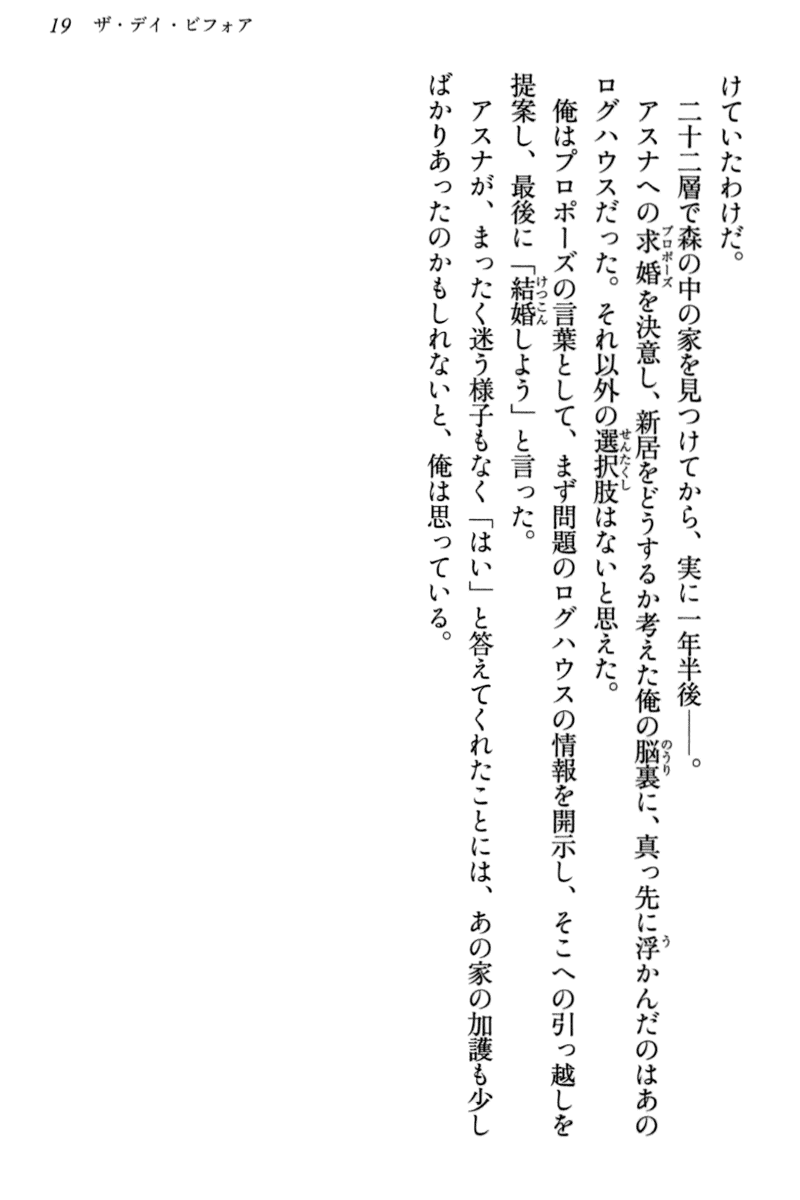 19 ザ・デイ・ビフォア
けていたわけだ。
二十二層で森の中の家を見つけてから、実に一年半後――。
アスナへの求婚を決意し、新居をどうするか考えた俺の脳裏に、真っ先に浮かんだのはあの
プロポーズ
のうり
う
ログハウスだった。それ以外の選択肢はないと思えた。
せんたくし
俺はプロポーズの言葉として、まず問題のログハウスの情報を開示し、そこへの引っ越しを
提案し、最後に「結婚しよう」と言った。
けつこん
アスナが、まったく迷う様子もなく「はい」と答えてくれたことには、あの家の加護も少し
ばかりあったのかもしれないと、俺は思っている。